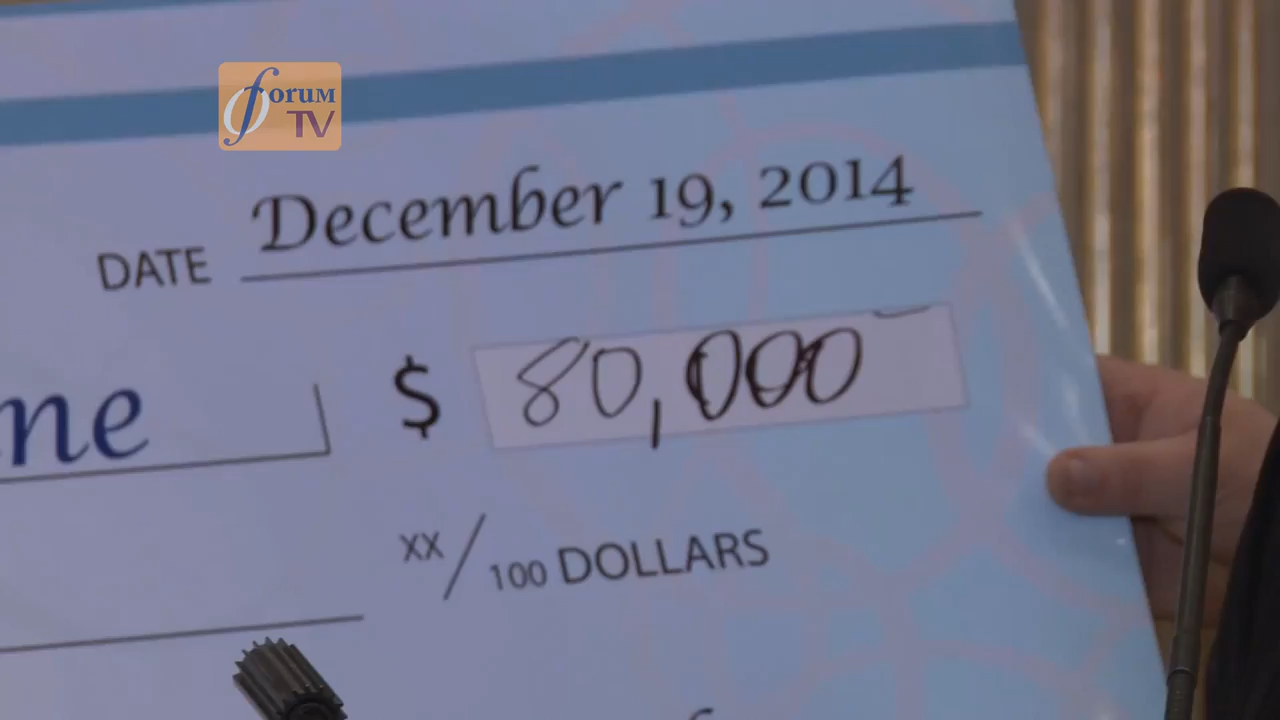 forum
TV
DATE December 19, 2014
ne $ 80,000
xx/100 DOLLARS